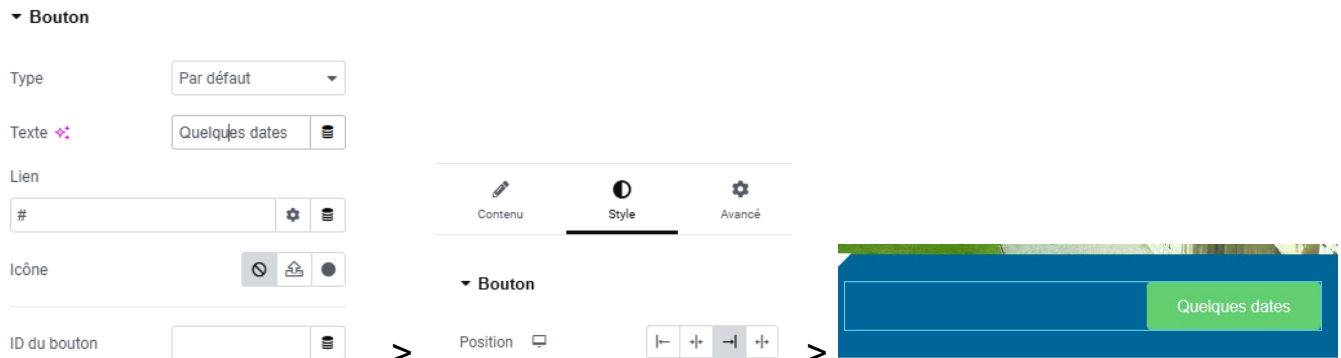 Bouton
Type
Par défaut
Texte
Quelques dates
Lien
#
Icône
ID du bouton
>
Contenu
Style
Avancé
Bouton
Position
>
Quelques dates